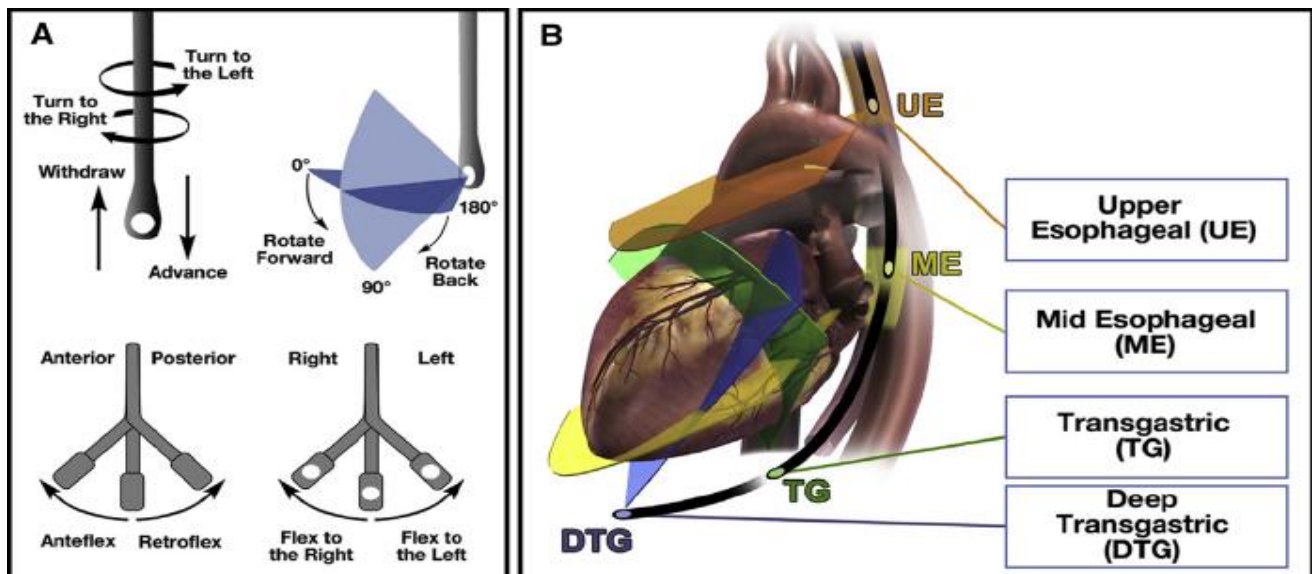 A
Turn to
the Left
Turn to
the Right
Withdraw
Advance
0°
180°
Rotate
Forward
Rotate
Back
90°
Anterior
Posterior
Anteflex
Retroflex
Right
Left
Flex to
the Right
Flex to
the Left
B
UE
ME
TG
DTG
Upper
Esophageal (UE)
Mid Esophageal
(ME)
Transgastric
(TG)
Deep
Transgastric
(DTG)